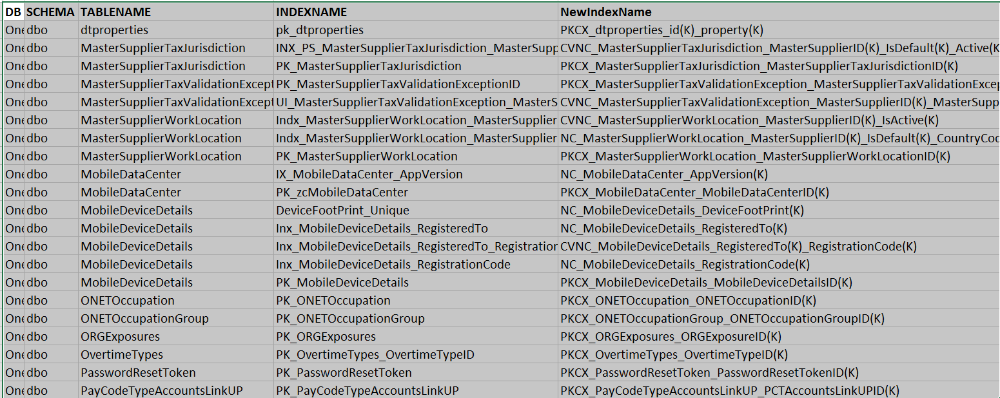 DB SCHEMA TABLENAME INDEXNAME NewIndexName
One dbo dtproperties pk_dtproperties PKCX_dtproperties_id(K)_property(K)
One dbo MasterSupplierTaxJurisdiction INX_PS_MasterSupplierTaxJurisdiction_MasterSupp CVNC_MasterSupplierTaxJurisdiction_MasterSupplierID(K)_IsDefault(K)_Active(K
One dbo MasterSupplierTaxJurisdiction PK_MasterSupplierTaxJurisdiction PKCX_MasterSupplierTaxJurisdiction_MasterSupplierTaxJurisdictionID(K)
One dbo MasterSupplierTaxValidationExcept PK_MasterSupplierTaxValidationExceptionID PKCX_MasterSupplierTaxValidationException_MasterSupplierTaxValidationExcep
One dbo MasterSupplierTaxValidationExcept UI_MasterSupplierTaxValidationException_MasterS CVNC_MasterSupplierTaxValidationException_MasterSupplierID(K)_MasterSupp
One dbo MasterSupplierWorkLocation Indx_MasterSupplierWorkLocation_MasterSupplier CVNC_MasterSupplierWorkLocation_MasterSupplierID(K)_IsActive(K)
One dbo MasterSupplierWorkLocation Indx_MasterSupplierWorkLocation_MasterSupplier NC_MasterSupplierWorkLocation_MasterSupplierID(K)_IsDefault(K)_CountryCod
One dbo MasterSupplierWorkLocation PK_MasterSupplierWorkLocation PKCX_MasterSupplierWorkLocation_MasterSupplierWorkLocationID(K)
One dbo MobileDataCenter IX_MobileDataCenter_AppVersion NC_MobileDataCenter_AppVersion(K)
One dbo MobileDataCenter PK_zcMobileDataCenter PKCX_MobileDataCenter_MobileDataCenterID(K)
One dbo MobileDeviceDetails DeviceFootPrint_Unique NC_MobileDeviceDetails_DeviceFootPrint(K)
One dbo MobileDeviceDetails Inx_MobileDeviceDetails_RegisteredTo NC_MobileDeviceDetails_RegisteredTo(K)
One dbo MobileDeviceDetails Inx_MobileDeviceDetails_RegisteredTo_Registration CVNC_MobileDeviceDetails_RegisteredTo(K)_RegistrationCode(K)
One dbo MobileDeviceDetails Inx_MobileDeviceDetails_RegistrationCode NC_MobileDeviceDetails_RegistrationCode(K)
One dbo MobileDeviceDetails PK_MobileDeviceDetails PKCX_MobileDeviceDetails_MobileDeviceDetailsID(K)
One dbo ONETOccupation PK_ONETOccupation PKCX_ONETOccupation_ONETOccupationID(K)
One dbo ONETOccupationGroup PK_ONETOccupationGroup PKCX_ONETOccupationGroup_ONETOccupationGroupID(K)
One dbo ORGExposures PK_ORGExposures PKCX_ORGExposures_ORGExposureID(K)
One dbo OvertimeTypes PK_OvertimeTypes_OvertimeTypeID PKCX_OvertimeTypes_OvertimeTypeID(K)
One dbo PasswordResetToken PK_PasswordResetToken PKCX_PasswordResetToken_PasswordResetTokenID(K)
One dbo PayCodeTypeAccountsLinkUP PK_PayCodeTypeAccountsLinkUP PKCX_PayCodeTypeAccountsLinkUP_PCTAccountsLinkUPID(K)